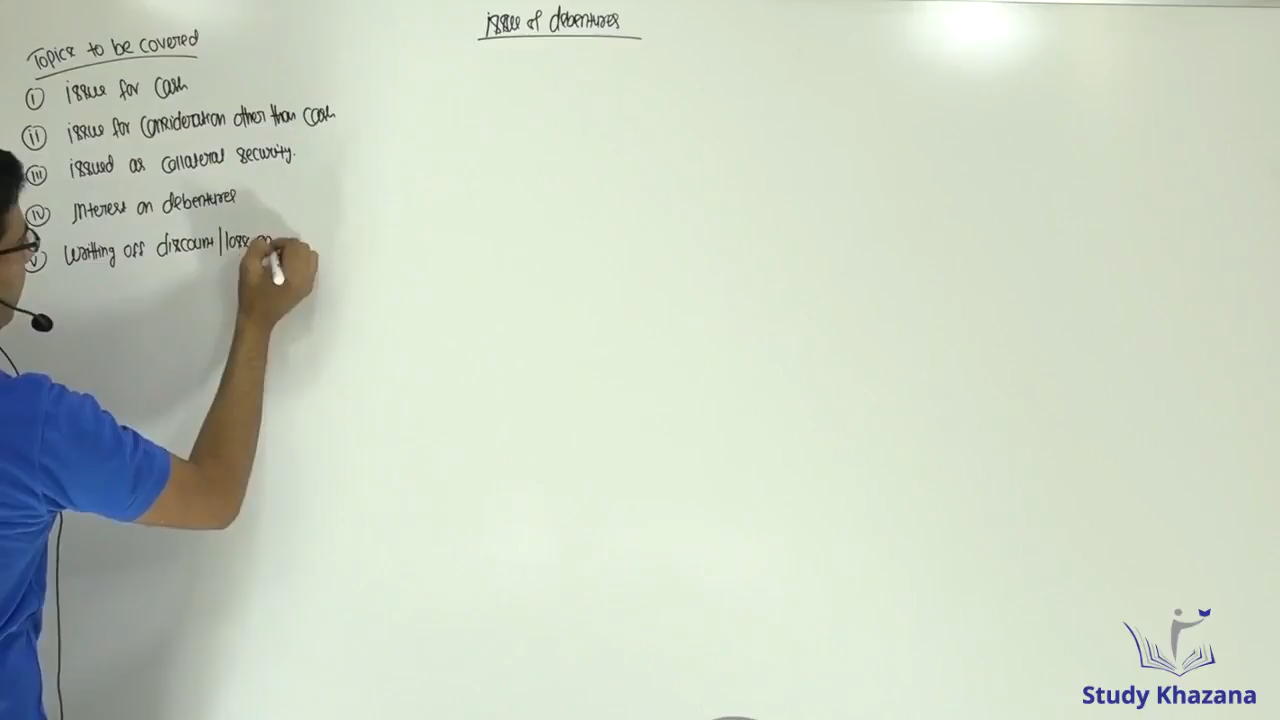 issue of debentures
Topics to be covered
i issue for Cash
ii issue for Consideration other than Cash
iii issued as collateral security.
iv Interest on debentures
v Writting off discount/loss
Study Khazana